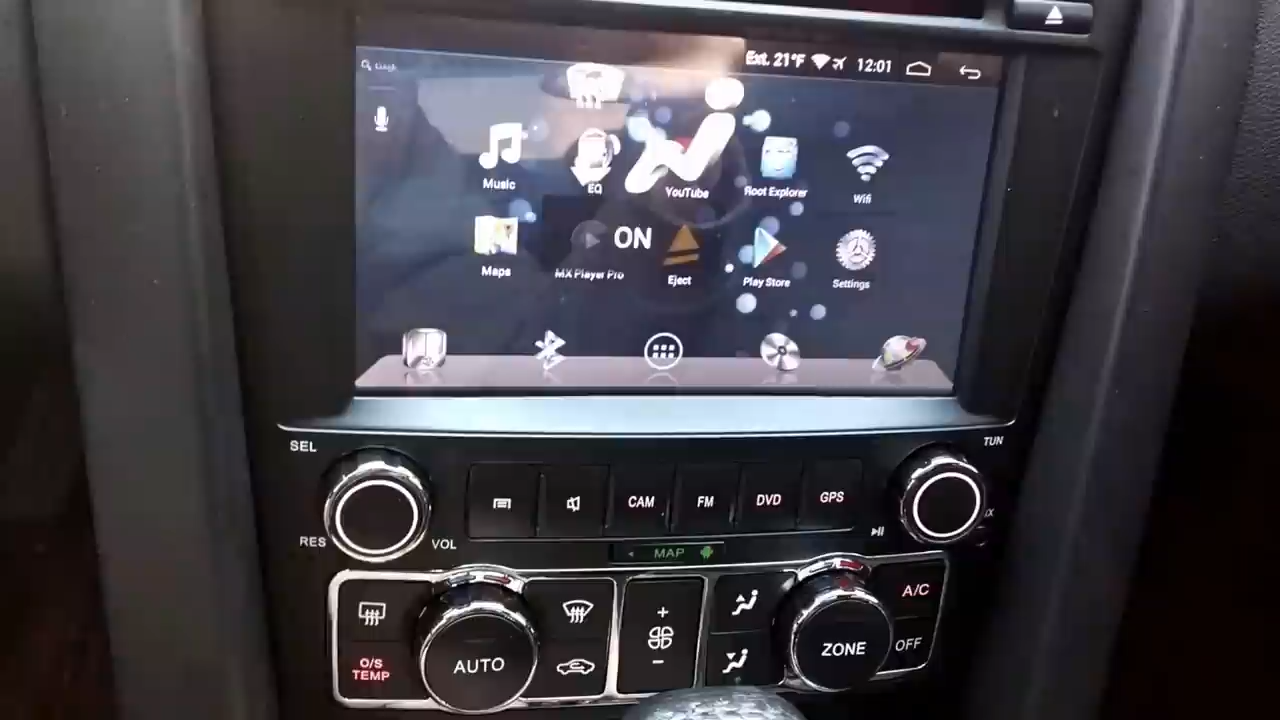 Ext. 21°F 12:01
Music EQ YouTube Root Explorer Wifi
ON
Maps MX Player Pro Eject Play Store Settings
SEL TUN
CAM FM DVD GPS
RES VOL
MAP
A/C
O/S TEMP AUTO ZONE OFF